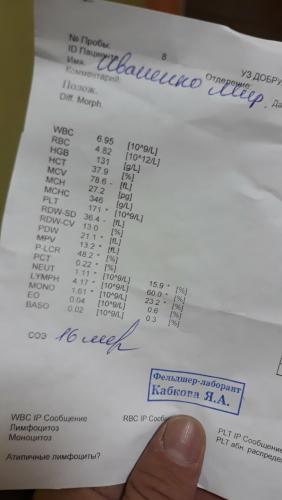 № Пробы: 8 УЗ ДОБРУ
ID Пациента
Имя: Иваненко Мир. Отделение:
Комментарий:
Полож.
Diff. Morph.
WBC 6.95 [10^9/L]
RBC 4.82 [10^12/L]
HGB 131 [g/L]
HCT 37.9 [%]
MCV 78.6 - [fL]
MCH 27.2 [pg]
MCHC 346 [g/L]
PLT 171 * [10^9/L]
RDW-SD 36.4 - [fL]
RDW-CV 13.0 [%]
PDW 21.1 * [fL]
MPV 13.2 * [fL]
P-LCR 48.2 * [%]
PCT 0.22 * [%]
NEUT 1.11 * [10^9/L] 15.9 * [%]
LYMPH 4.17 * [10^9/L] 60.0 * [%]
MONO 1.61 * [10^9/L] 23.2 * [%]
EO 0.04 [10^9/L] 0.6 [%]
BASO 0.02 [10^9/L] 0.3 [%]
СОЭ 16
Фельдшер-лаборант
Кабкова Я.А.
WBC IP Сообщение RBC IP PLT IP Сообщение
Лимфоцитоз PLT абн. распредел
Моноцитоз
Атипичные лимфоциты?